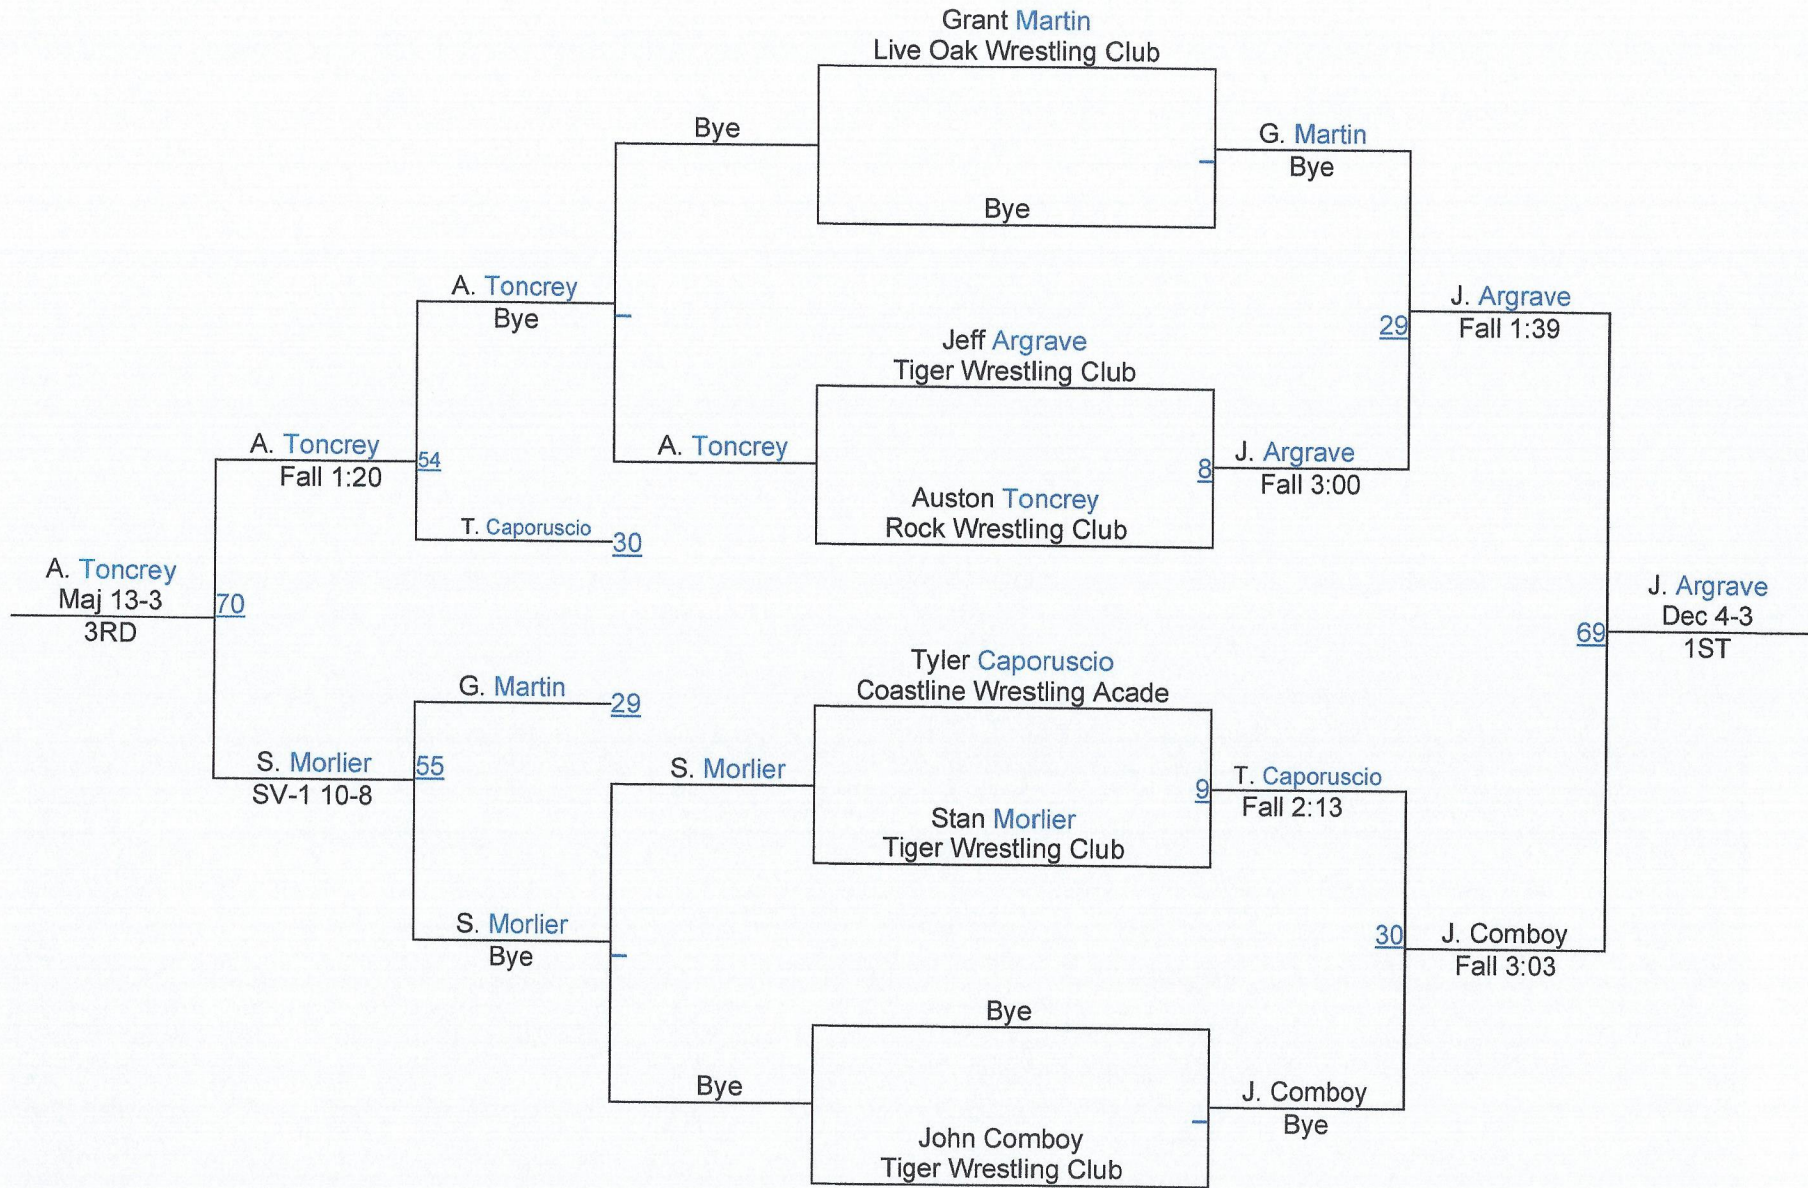 Grant Martin
Live Oak Wrestling Club
Bye
G. Martin
Bye
Bye
A. Toncrey
Bye
J. Argrave
Fall 1:39
29
Jeff Argrave
Tiger Wrestling Club
A. Toncrey
Fall 1:20
54
A. Toncrey
8
J. Argrave
Fall 3:00
Auston Toncrey
Rock Wrestling Club
T. Caporuscio
30
A. Toncrey
Maj 13-3
3RD
70
J. Argrave
Dec 4-3
1ST
69
Tyler Caporuscio
Coastline Wrestling Acade
G. Martin
29
S. Morlier
SV-1 10-8
55
S. Morlier
9
T. Caporuscio
Fall 2:13
Stan Morlier
Tiger Wrestling Club
S. Morlier
Bye
30
J. Comboy
Fall 3:03
Bye
Bye
J. Comboy
Bye
John Comboy
Tiger Wrestling Club